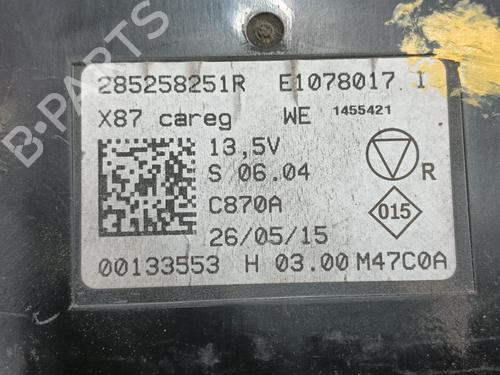 B-PARTS
285258251R E1078017 1
X87 careg WE 1455421
13,5V
S 06.04
R
C870A
015
26/05/15
00133553 H 03.00 M47C0A